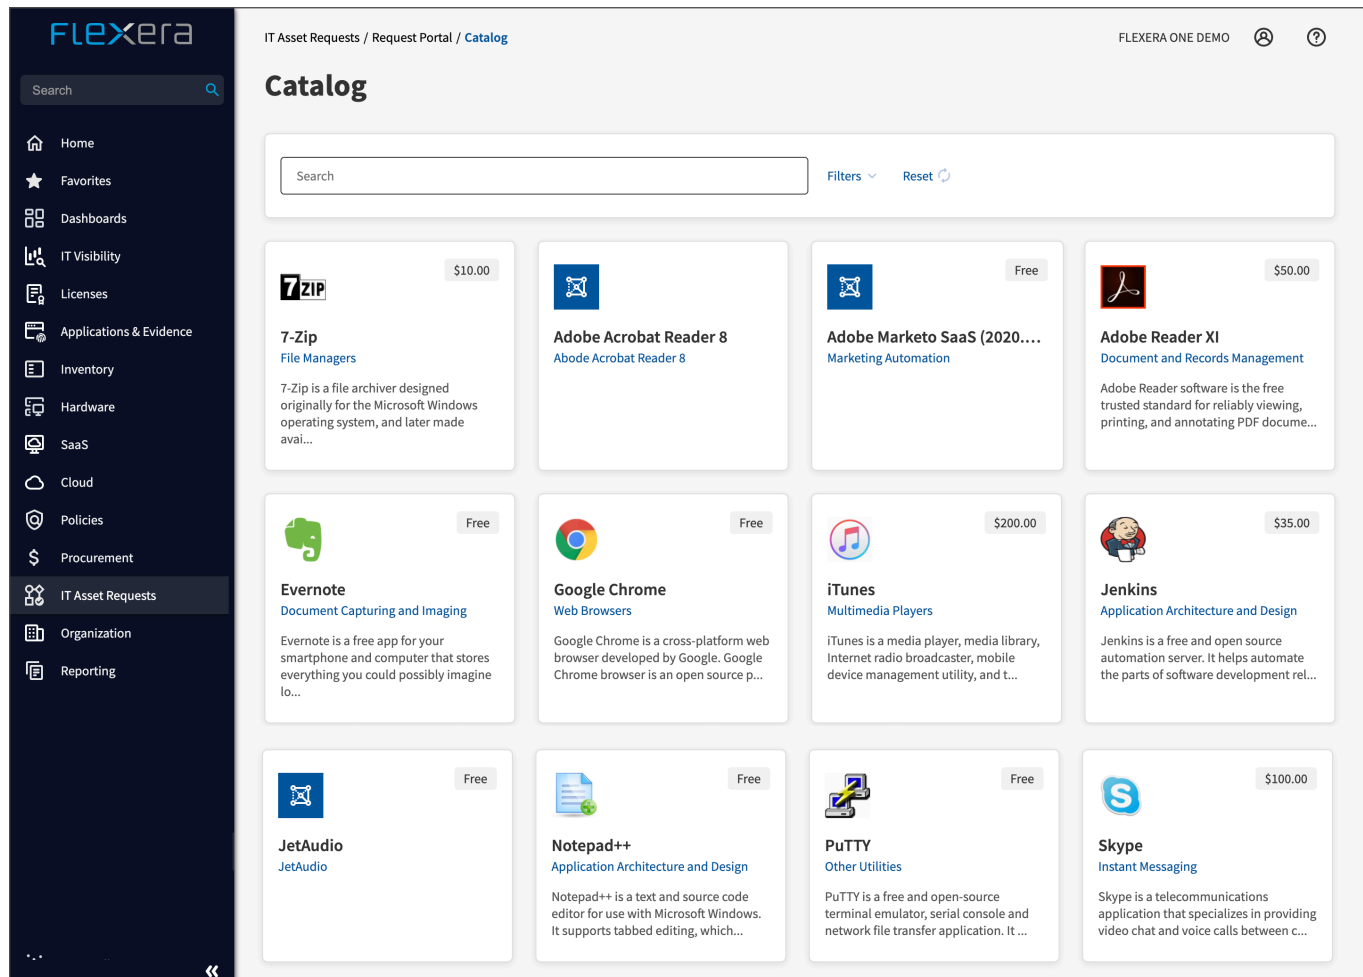 Flexera
IT Asset Requests / Request Portal / Catalog
FLEXERA ONE DEMO
Search
Catalog
Home
Favorites
Dashboards
IT Visibility
Licenses
Applications & Evidence
Inventory
Hardware
SaaS
Cloud
Policies
Procurement
IT Asset Requests
Organization
Reporting
Search
Filters
Reset
7ZIP
$10.00
7-Zip
File Managers
7-Zip is a file archiver designed
originally for the Microsoft Windows
operating system, and later made
avai...
Adobe Acrobat Reader 8
Abode Acrobat Reader 8
Free
Adobe Marketo SaaS (2020....
Marketing Automation
$50.00
Adobe Reader XI
Document and Records Management
Adobe Reader software is the free
trusted standard for reliably viewing,
printing, and annotating PDF docume...
Free
Evernote
Document Capturing and Imaging
Evernote is a free app for your
smartphone and computer that stores
everything you could possibly imagine
lo...
Free
Google Chrome
Web Browsers
Google Chrome is a cross-platform web
browser developed by Google. Google
Chrome browser is an open source p...
$200.00
iTunes
Multimedia Players
iTunes is a media player, media library,
Internet radio broadcaster, mobile
device management utility, and t...
$35.00
Jenkins
Application Architecture and Design
Jenkins is a free and open source
automation server. It helps automate
the parts of software development rel...
Free
JetAudio
JetAudio
Free
Notepad++
Application Architecture and Design
Notepad++ is a text and source code
editor for use with Microsoft Windows.
It supports tabbed editing, which...
Free
PuTTY
Other Utilities
PuTTY is a free and open-source
terminal emulator, serial console and
network file transfer application. It ...
S
$100.00
Skype
Instant Messaging
Skype is a telecommunications
application that specializes in providing
video chat and voice calls between c...